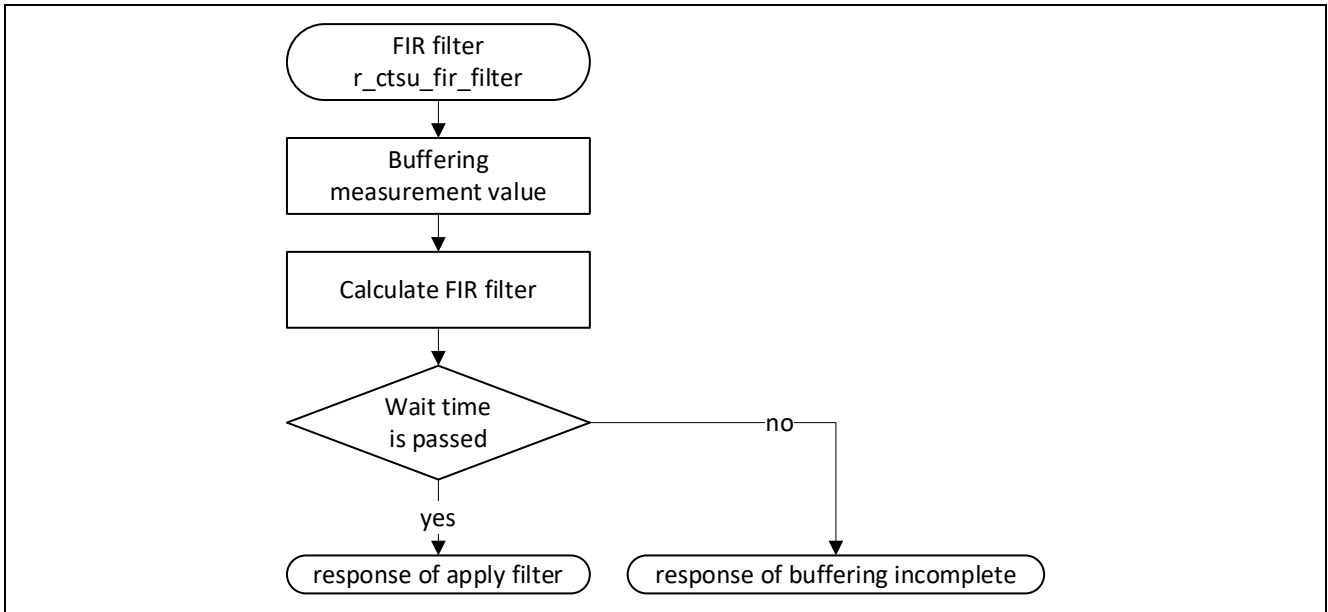 FIR filter
r_ctsu_fir_filter
Buffering
measurement value
Calculate FIR filter
Wait time
is passed
no
yes
response of apply filter
response of buffering incomplete